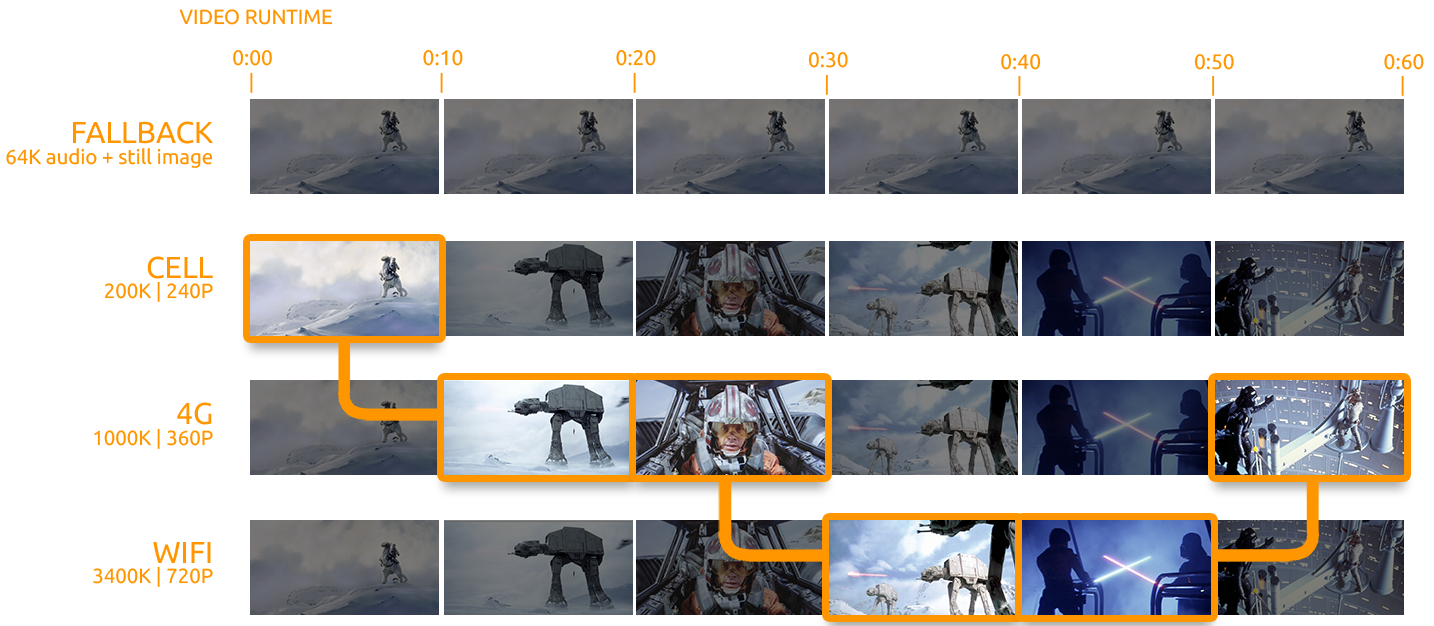 VIDEO RUNTIME
0:00 0:10 0:20 0:30 0:40 0:50 0:60
FALLBACK
64K audio + still image
CELL
200K | 240P
4G
1000K | 360P
WIFI
3400K | 720P